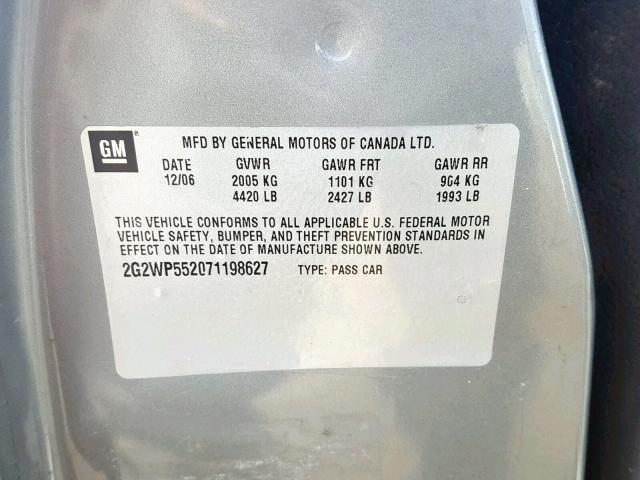 GM® MFD BY GENERAL MOTORS OF CANADA LTD.
DATE GVWR GAWR FRT GAWR RR
12/06 2005 KG 1101 KG 904 KG
4420 LB 2427 LB 1993 LB
THIS VEHICLE CONFORMS TO ALL APPLICABLE U.S. FEDERAL MOTOR
VEHICLE SAFETY, BUMPER, AND THEFT PREVENTION STANDARDS IN
EFFECT ON THE DATE OF MANUFACTURE SHOWN ABOVE.
2G2WP552071198627 TYPE: PASS CAR